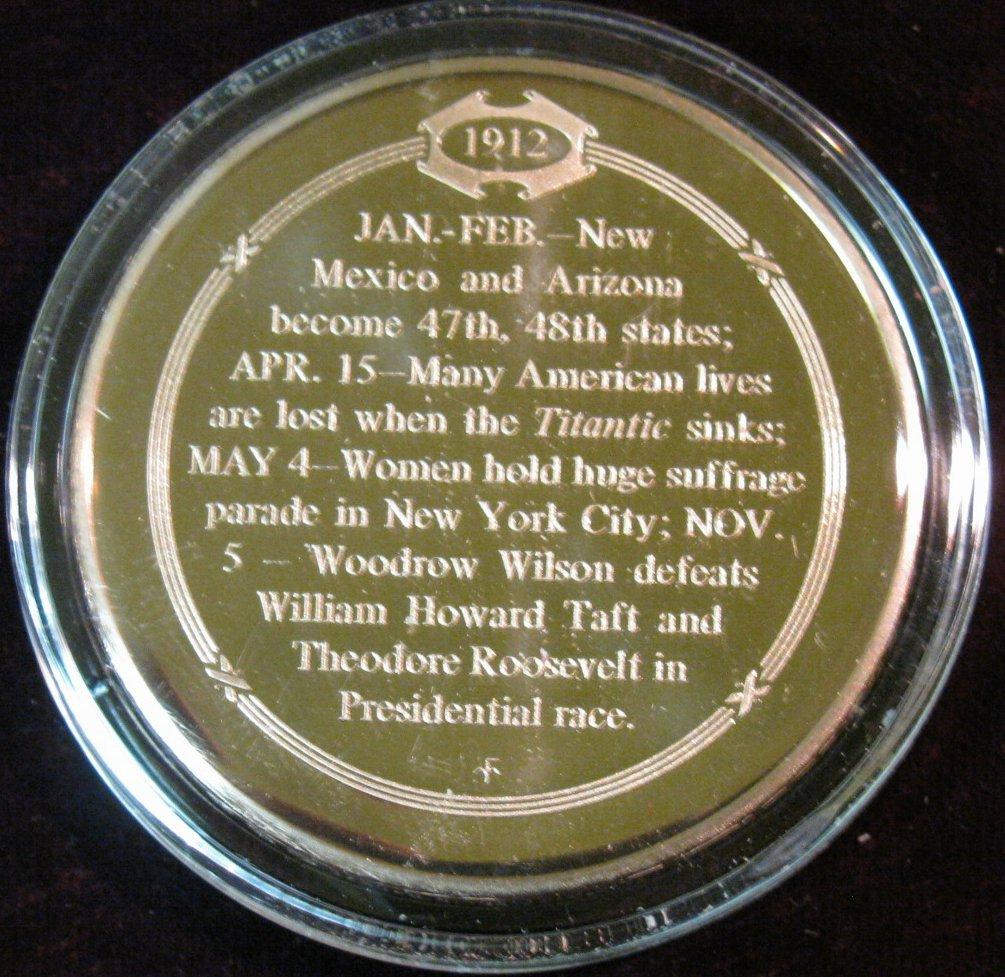 1912
JAN.-FEB.—New
Mexico and Arizona
become 47th, 48th states;
APR. 15—Many American lives
are lost when the Titantic sinks;
MAY 4—Women hold huge suffrage
parade in New York City; NOV.
5 — Woodrow Wilson defeats
William Howard Taft and
Theodore Roosevelt in
Presidential race.